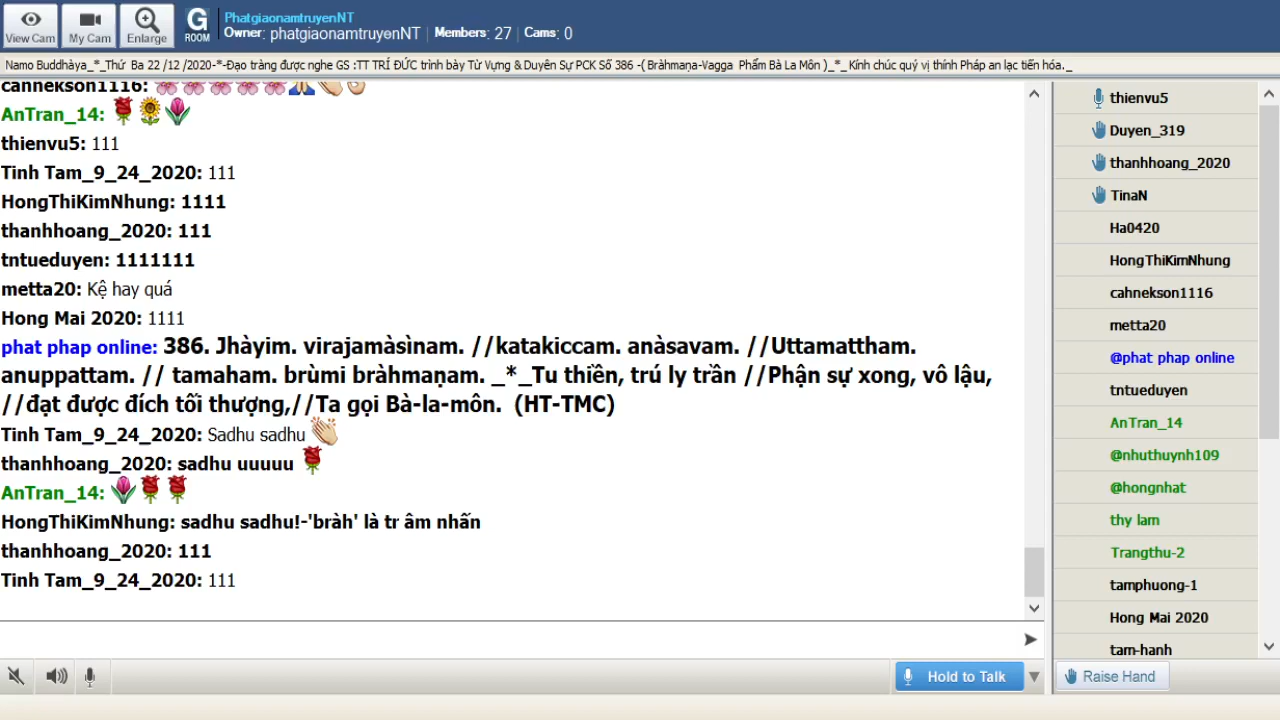 View Cam
My Cam
Enlarge
G
ROOM
PhatgiaonamtruyenNT
Owner: phatgiaonamtruyenNT | Members: 27 | Cams: 0
Namo Buddhàya_*_Thứ Ba 22 /12 /2020-*-Đạo tràng được nghe GS :TT TRÍ ĐỨC trình bày Từ Vựng & Duyên Sự PCK Số 386 -( Bràhmaṇa-Vagga Phẩm Bà La Môn )_*_ Kính chúc quý vị thính Pháp an lạc tiến hóa._
cahnekson1116: 🌸🌸🌸🌸🌸🙏👏👌
AnTran_14: 🌹🌻🌷
thienvu5: 111
Tinh Tam_9_24_2020: 111
HongThiKimNhung: 1111
thanhhoang_2020: 111
tntueduyen: 1111111
metta20: Kệ hay quá
Hong Mai 2020: 1111
phat phap online: 386. Jhàyim. virajamàsìnam. //katakiccam. anàsavam. //Uttamattham.
anuppattam. // tamaham. brùmi bràhmaṇam. _*_Tu thiền, trú ly trần //Phận sự xong, vô lậu,
//đạt được đích tối thượng,//Ta gọi Bà-la-môn. (HT-TMC)
Tinh Tam_9_24_2020: Sadhu sadhu 👏
thanhhoang_2020: sadhu uuuuu 🌹
AnTran_14: 🌷🌹🌹
HongThiKimNhung: sadhu sadhu!-'bràh' là tr âm nhấn
thanhhoang_2020: 111
Tinh Tam_9_24_2020: 111
Hold to Talk
thienvu5
Duyen_319
thanhhoang_2020
TinaN
Ha0420
HongThiKimNhung
cahnekson1116
metta20
@phat phap online
tntueduyen
AnTran_14
@nhuthuynh109
@hongnhat
thy lam
Trangthu-2
tamphuong-1
Hong Mai 2020
tam-hanh
Raise Hand